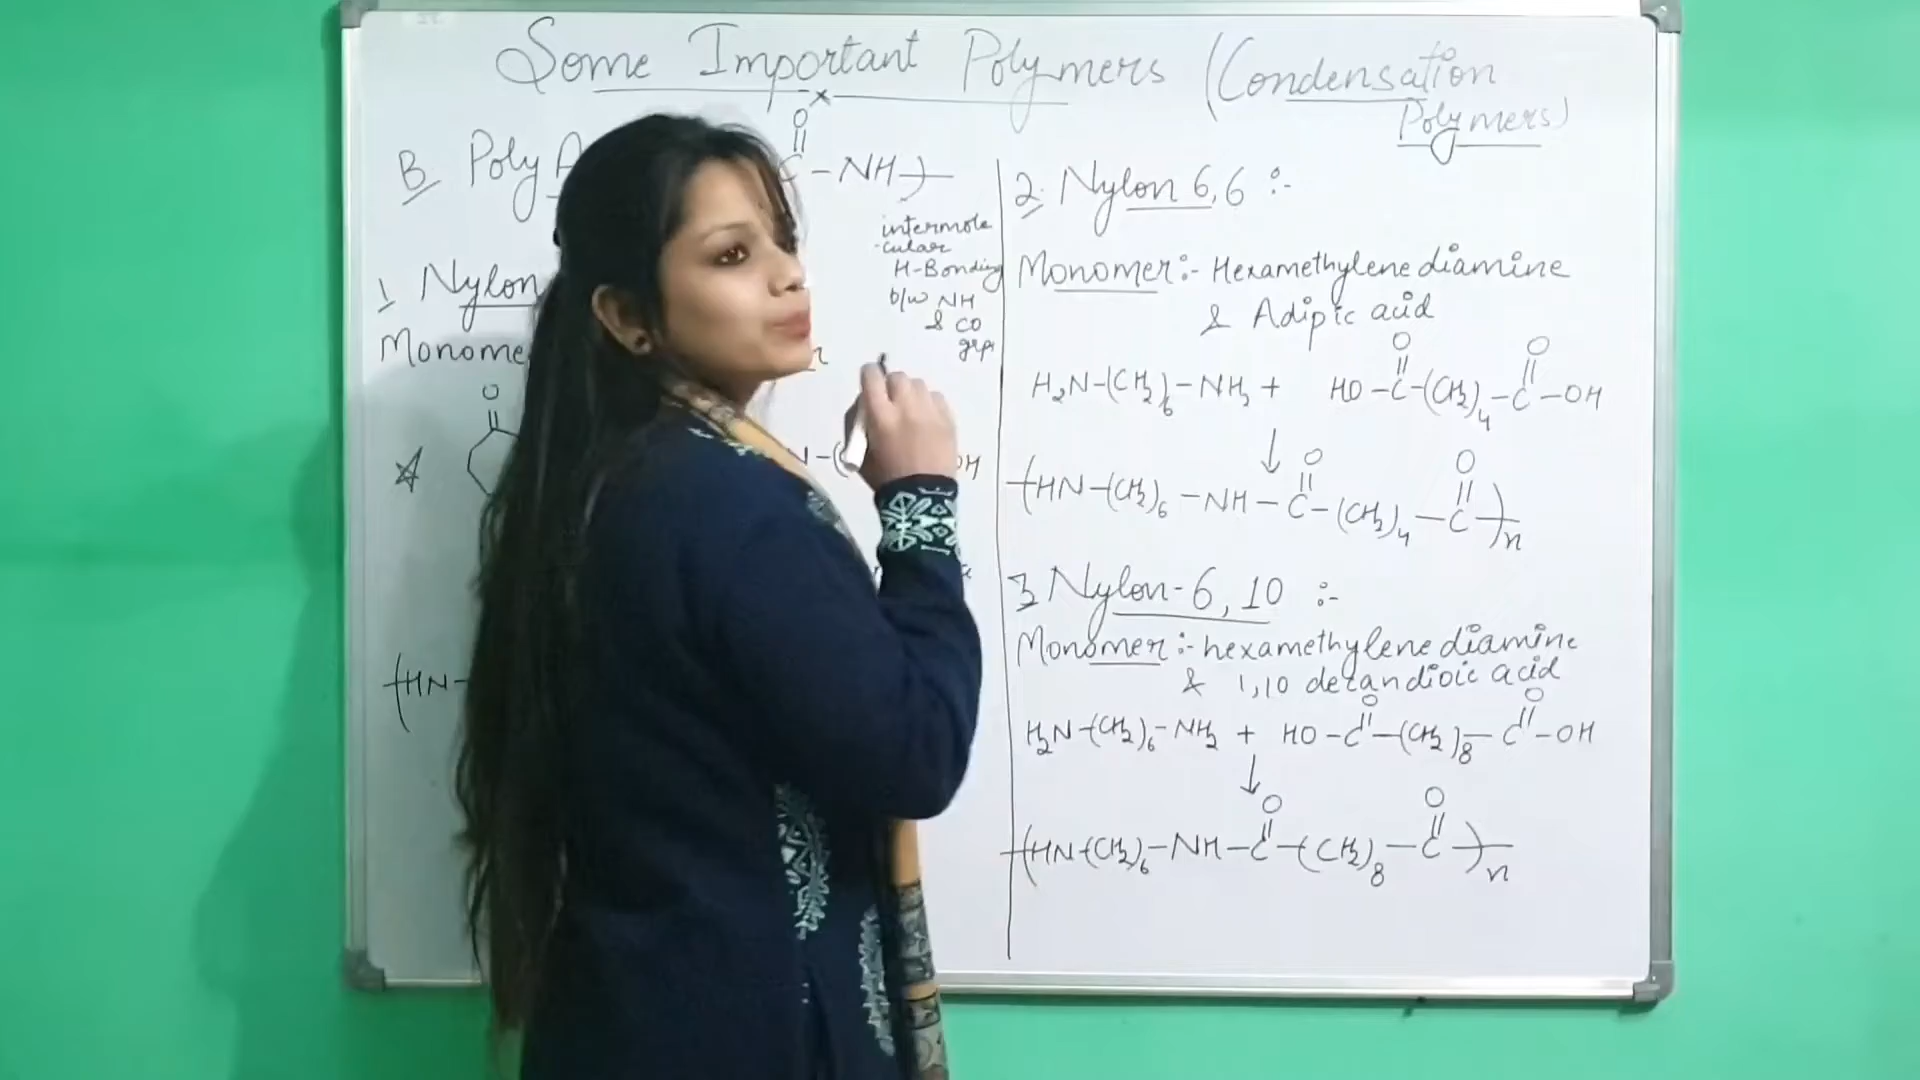 Some Important Polymers (Condensation
Polymers)
B Poly
C-NH
O
intermole
-cular
H-Bonding
b/w NH
& CO
grp
1 Nylon
Monome
O
N-(
OH
(HN-
2. Nylon 6,6 :-
Monomer:- Hexamethylene diamine
& Adipic acid
O O
H₂N-(CH₂)₆-NH₂ + HO-C-(CH₂)₄-C-OH
↓
O O
(HN-(CH₂)₆-NH-C-(CH₂)₄-C)n
3 Nylon-6,10 :-
Monomer:- hexamethylene diamine
& 1,10 decandioic acid
O O
H₂N-(CH₂)₆-NH₂ + HO-C-(CH₂)₈-C-OH
↓
O O
(HN-(CH₂)₆-NH-C-(CH₂)₈-C)n